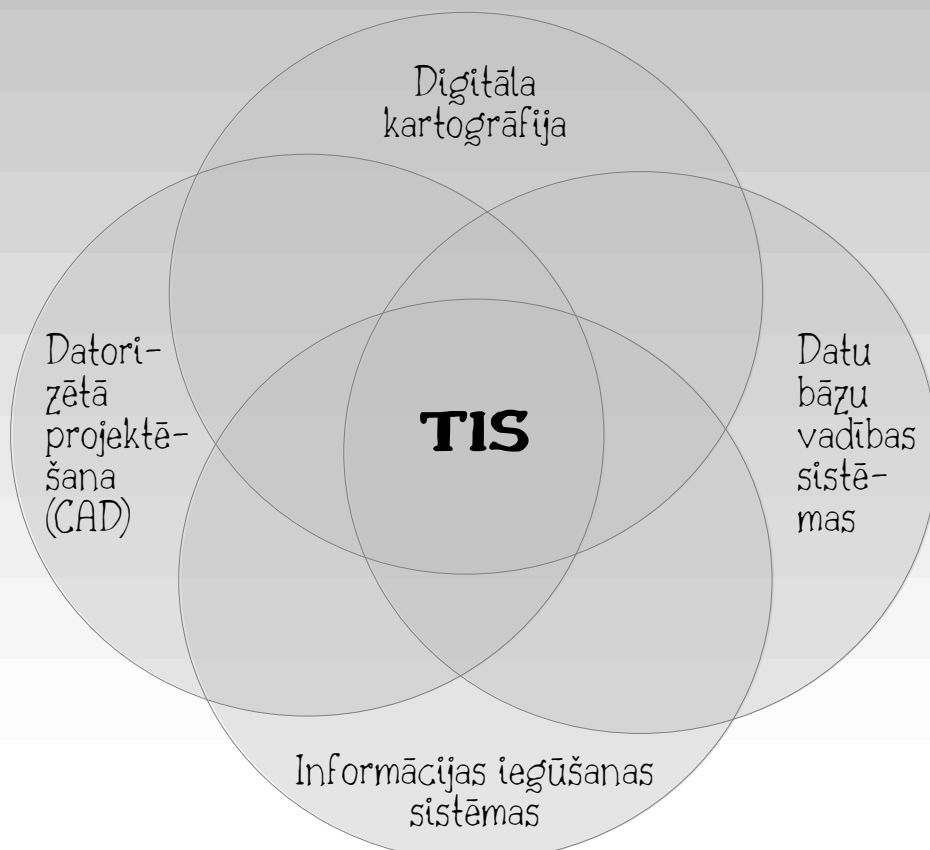 Digitāla
kartogrāfija
Datori-
zētā
projektē-
šana
(CAD)
TIS
Datu
bāzu
vadības
sistē-
mas
Informācijas iegūšanas
sistēmas